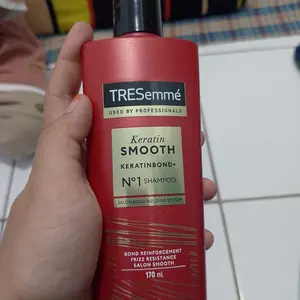 TRESemmé
USED BY PROFESSIONALS
Keratin
SMOOTH
KERATINBOND+
Nº1 SHAMPOO
SALON BOND BUILDING SYSTEM
BOND REINFORCEMENT
FRIZZ RESISTANCE
SALON SMOOTH
170 mL